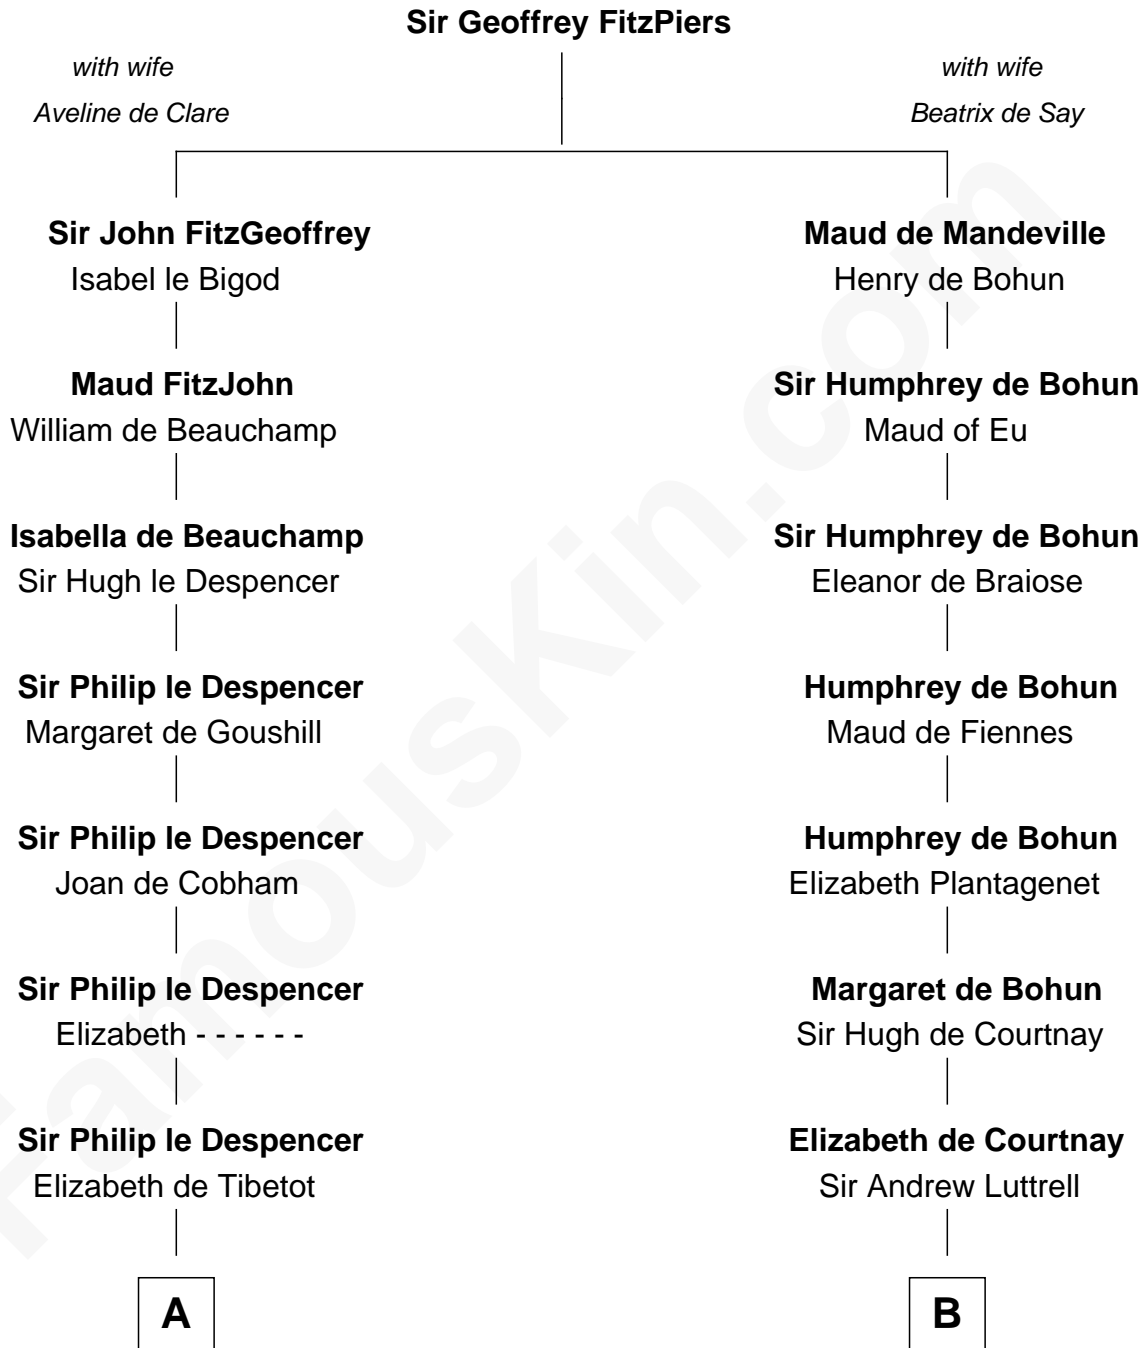 Sir Geoffrey FitzPiers
with wife
Aveline de Clare
with wife
Beatrix de Say
Sir John FitzGeoffrey
Isabel le Bigod
Maud de Mandeville
Henry de Bohun
Maud FitzJohn
William de Beauchamp
Sir Humphrey de Bohun
Maud of Eu
Isabella de Beauchamp
Sir Hugh le Despencer
Sir Humphrey de Bohun
Eleanor de Braiose
Sir Philip le Despencer
Margaret de Goushill
Humphrey de Bohun
Maud de Fiennes
Sir Philip le Despencer
Joan de Cobham
Humphrey de Bohun
Elizabeth Plantagenet
Sir Philip le Despencer
Elizabeth - - - - - -
Margaret de Bohun
Sir Hugh de Courtnay
Sir Philip le Despencer
Elizabeth de Tibetot
Elizabeth de Courtnay
Sir Andrew Luttrell
A
B
FamousKin.com